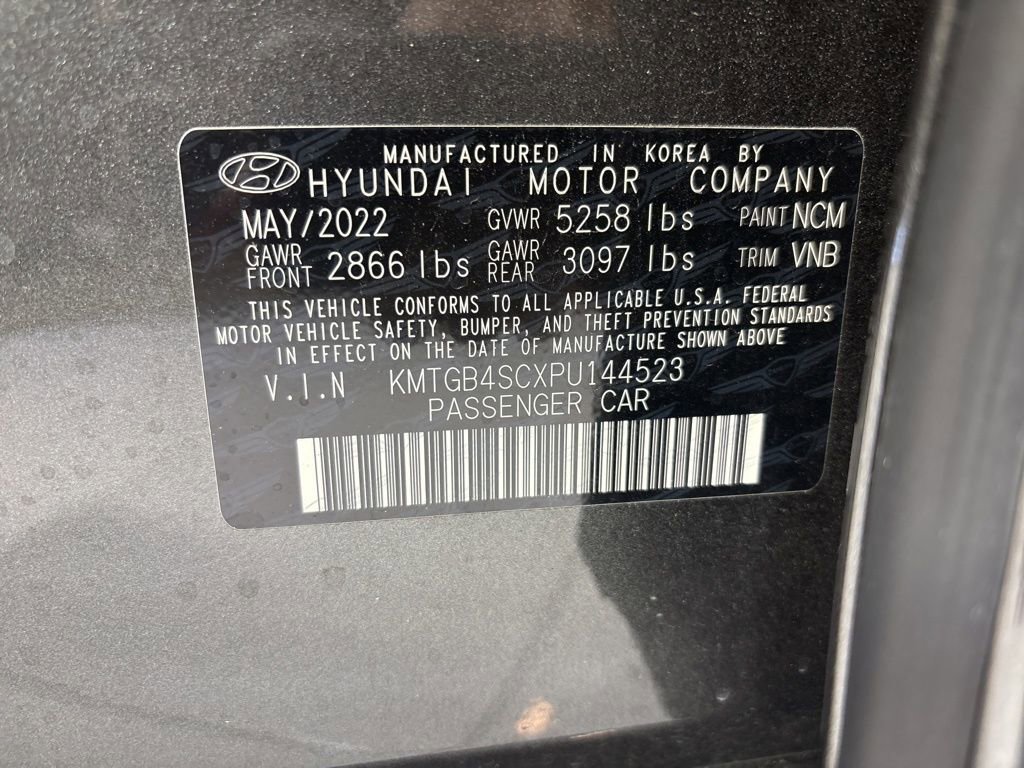 MANUFACTURED IN KOREA BY
HYUNDAI MOTOR COMPANY
MAY/2022 GVWR 5258 lbs PAINT NCM
GAWR FRONT 2866 lbs GAWR REAR 3097 lbs TRIM VNB
THIS VEHICLE CONFORMS TO ALL APPLICABLE U.S.A. FEDERAL
MOTOR VEHICLE SAFETY, BUMPER, AND THEFT PREVENTION STANDARDS
IN EFFECT ON THE DATE OF MANUFACTURE SHOWN ABOVE
V.I.N KMTGB4SCXPU144523
PASSENGER CAR